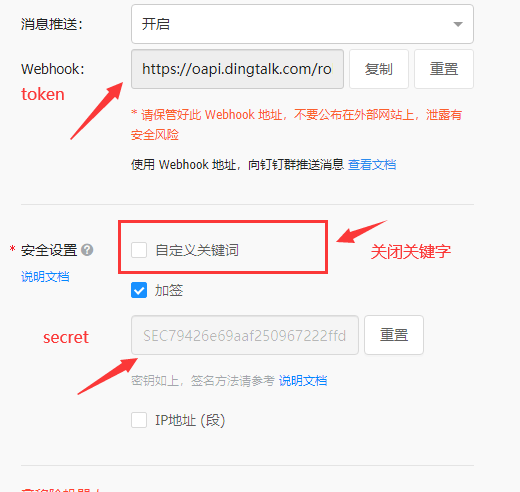 消息推送： 开启
Webhook： https://oapi.dingtalk.com/ro 复制 重置
token
* 请保管好此 Webhook 地址，不要公布在外部网站上，泄露有
安全风险
使用 Webhook 地址，向钉钉群推送消息 查看文档
* 安全设置 自定义关键词 关闭关键字
说明文档
加签
secret SEC79426e69aaf250967222ffd 重置
密钥如上，签名方法请参考 说明文档
IP地址 (段)